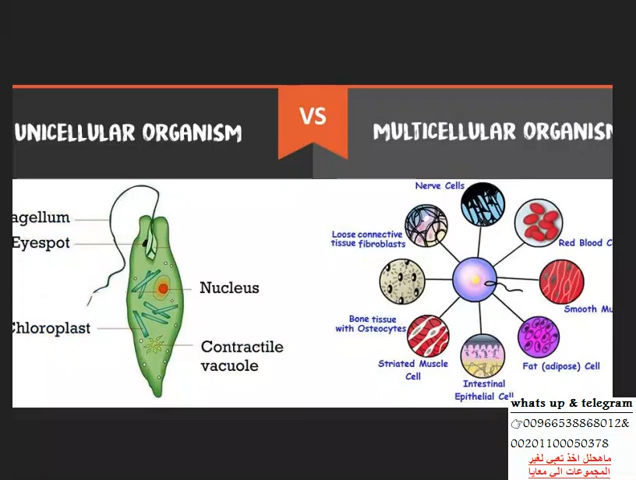 UNICELLULAR ORGANISM
VS
MULTICELLULAR ORGANISM
agellum
Eyespot
Nucleus
Chloroplast
Contractile
vacuole
Nerve Cells
Loose connective
tissue fibroblasts
Red Blood C
Bone tissue
with Osteocytes
Smooth Mu
Striated Muscle
Cell
Fat (adipose) Cell
Intestinal
Epithelial Cell
whats up & telegram
00966538868012&
00201100050378
ماهحلل اخذ تعبى لغير
المجموعات الى معايا